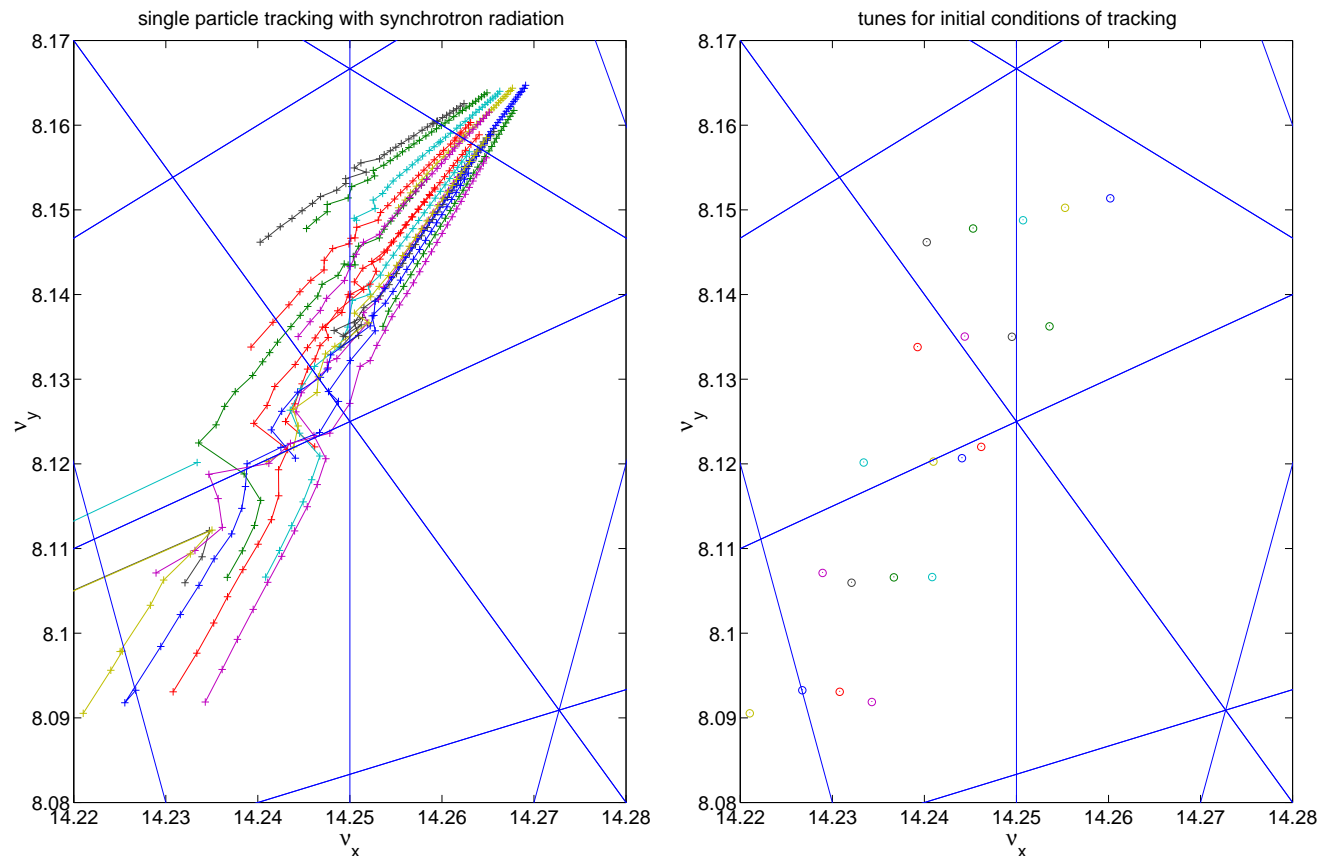 single particle tracking with synchrotron radiation
8.17
8.16
8.15
8.14
8.13
8.12
8.11
8.1
8.09
8.08
ν_y
14.22 14.23 14.24 14.25 14.26 14.27 14.28
ν_x
tunes for initial conditions of tracking
8.17
8.16
8.15
8.14
8.13
8.12
8.11
8.1
8.09
8.08
ν_y
14.22 14.23 14.24 14.25 14.26 14.27 14.28
ν_x